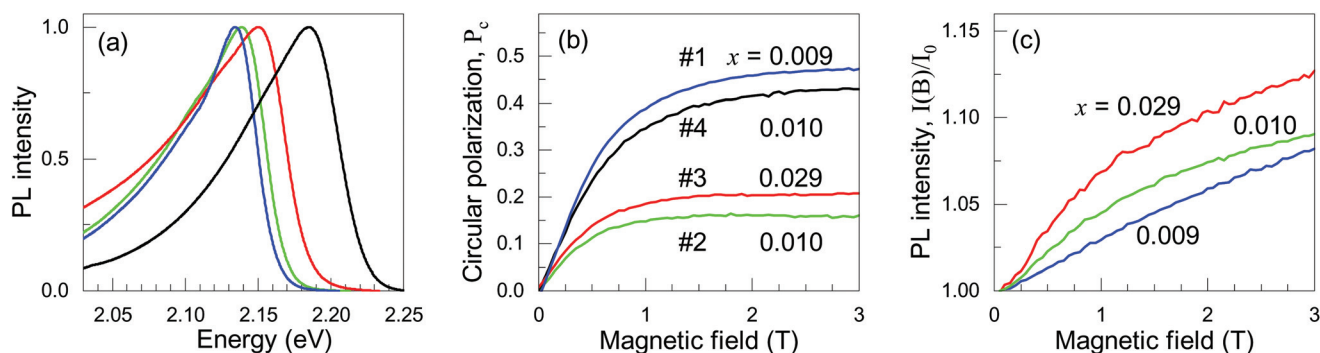 (a)
PL intensity
1.0
0.5
0.0
2.05 2.10 2.15 2.20 2.25
Energy (eV)
(b)
Circular polarization, P_c
0.5
0.4
0.3
0.2
0.1
0.0
#1 x = 0.009
#4 0.010
#3 0.029
#2 0.010
0 1 2 3
Magnetic field (T)
(c)
PL intensity, I(B)/I_0
1.15
1.10
1.05
1.00
x = 0.029
0.010
0.009
0 1 2 3
Magnetic field (T)